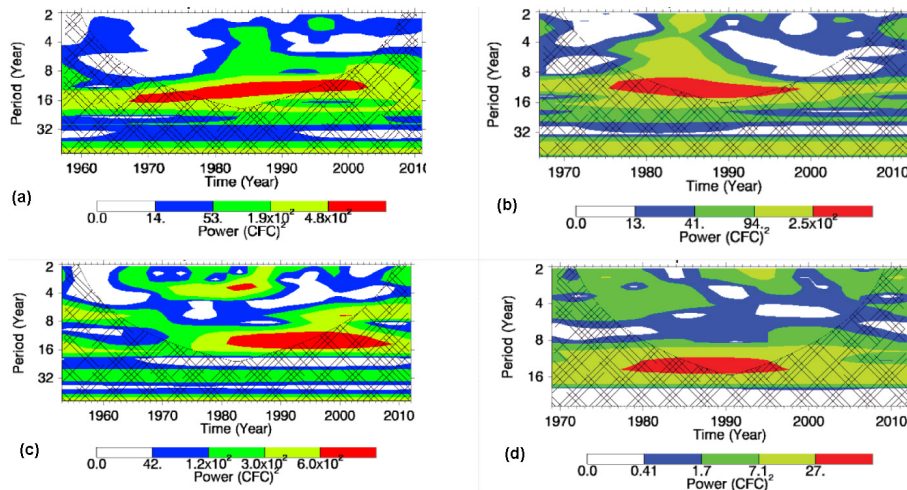 2
4
8
16
32
Period (Year)
1960 1970 1980 1990 2000 2010
Time (Year)
(a)
0.0 14. 53. 1.9x10² 4.8x10²
Power (CFC)²
2
4
8
16
32
Period (Year)
1970 1980 1990 2000 2010
Time (Year)
(b)
0.0 13. 41. 94. 2.5x10²
Power (CFC)²
2
4
8
16
32
Period (Year)
1960 1970 1980 1990 2000 2010
Time (Year)
(c)
0.0 42. 1.2x10² 3.0x10² 6.0x10²
Power (CFC)²
2
4
8
16
Period (Year)
1970 1980 1990 2000 2010
Time (Year)
(d)
0.0 0.41 1.7 7.1 27.
Power (CFC)²